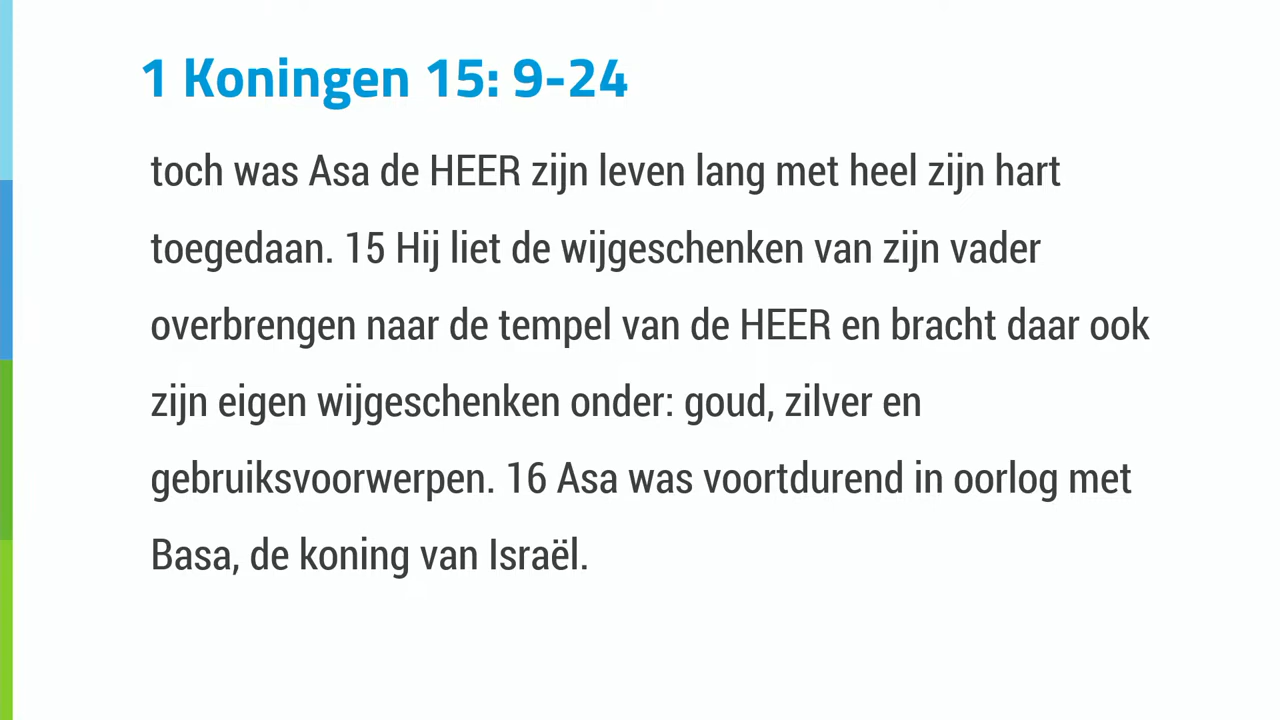 1 Koningen 15: 9-24
toch was Asa de HEER zijn leven lang met heel zijn hart
toegedaan. 15 Hij liet de wijgeschenken van zijn vader
overbrengen naar de tempel van de HEER en bracht daar ook
zijn eigen wijgeschenken onder: goud, zilver en
gebruiksvoorwerpen. 16 Asa was voortdurend in oorlog met
Basa, de koning van Israël.